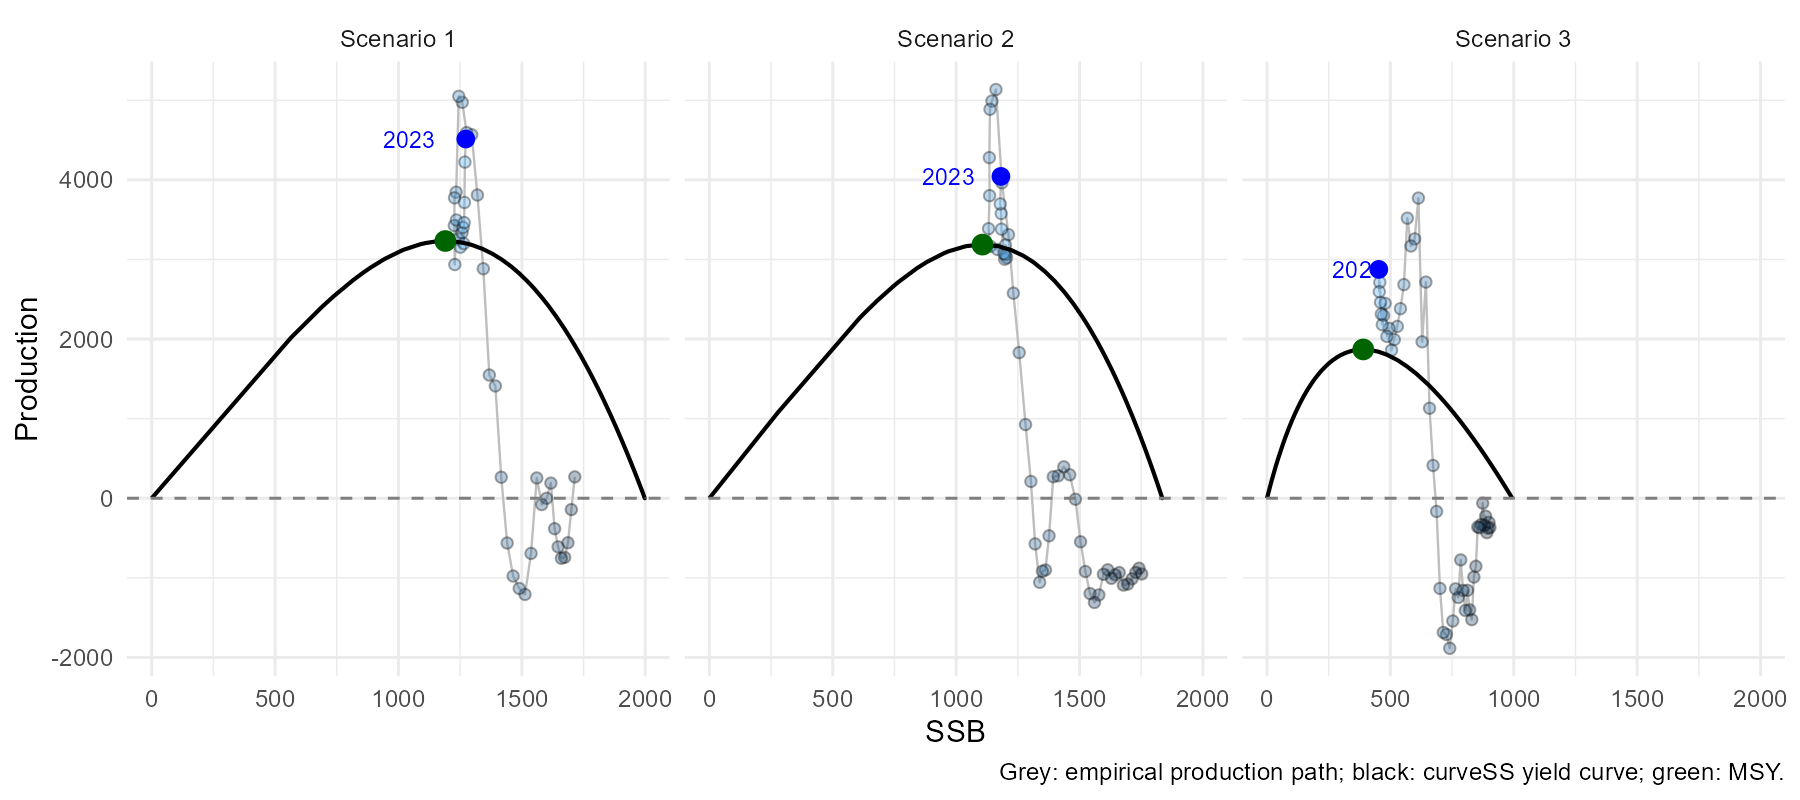 Scenario 1
Scenario 2
Scenario 3
Production
4000
2000
0
-2000
2023
2023
202
0 500 1000 1500 2000
0 500 1000 1500 2000
0 500 1000 1500 2000
SSB
Grey: empirical production path; black: curveSS yield curve; green: MSY.